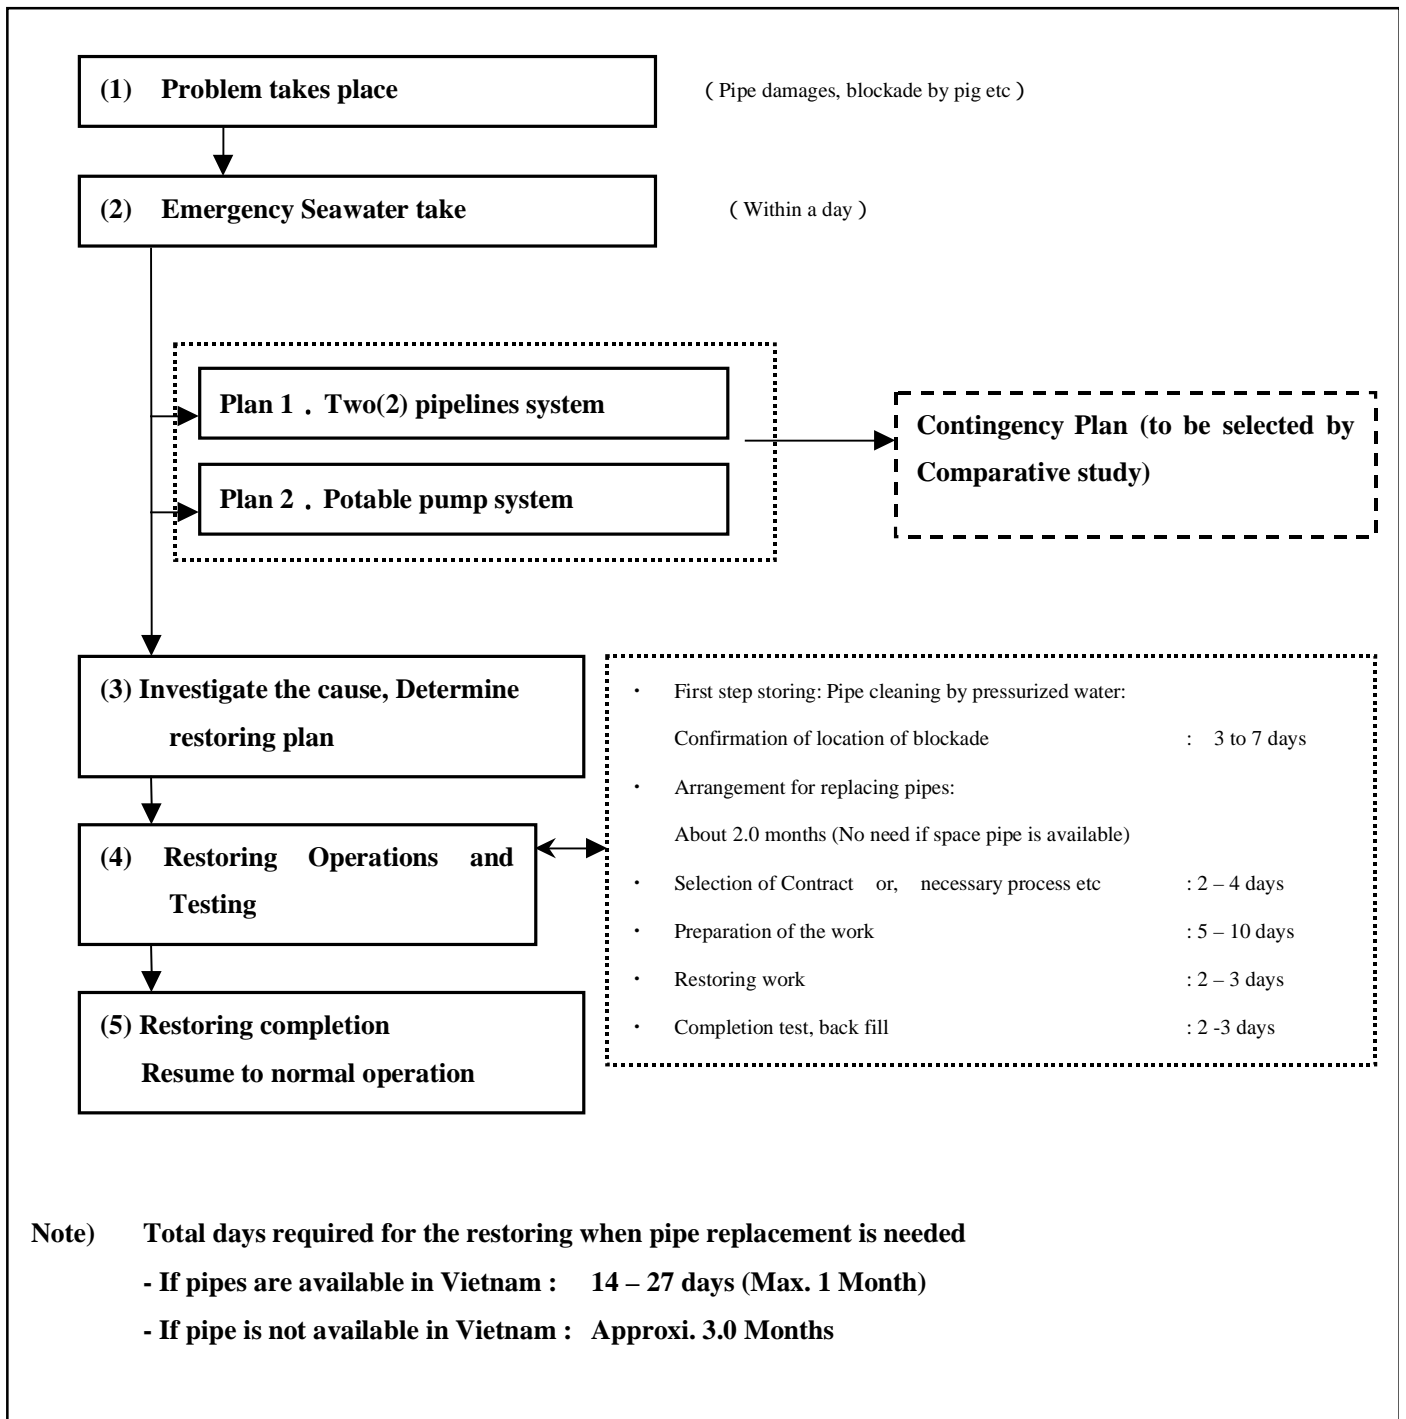 (1) Problem takes place
( Pipe damages, blockade by pig etc )
(2) Emergency Seawater take
( Within a day )
Plan 1 . Two(2) pipelines system
Plan 2 . Potable pump system
Contingency Plan (to be selected by
Comparative study)
(3) Investigate the cause, Determine
restoring plan
(4) Restoring Operations and
Testing
(5) Restoring completion
Resume to normal operation
・ First step storing: Pipe cleaning by pressurized water:
Confirmation of location of blockade : 3 to 7 days
・ Arrangement for replacing pipes:
About 2.0 months (No need if space pipe is available)
・ Selection of Contract or, necessary process etc : 2 – 4 days
・ Preparation of the work : 5 – 10 days
・ Restoring work : 2 – 3 days
・ Completion test, back fill : 2 -3 days
Note) Total days required for the restoring when pipe replacement is needed
- If pipes are available in Vietnam : 14 – 27 days (Max. 1 Month)
- If pipe is not available in Vietnam : Approxi. 3.0 Months